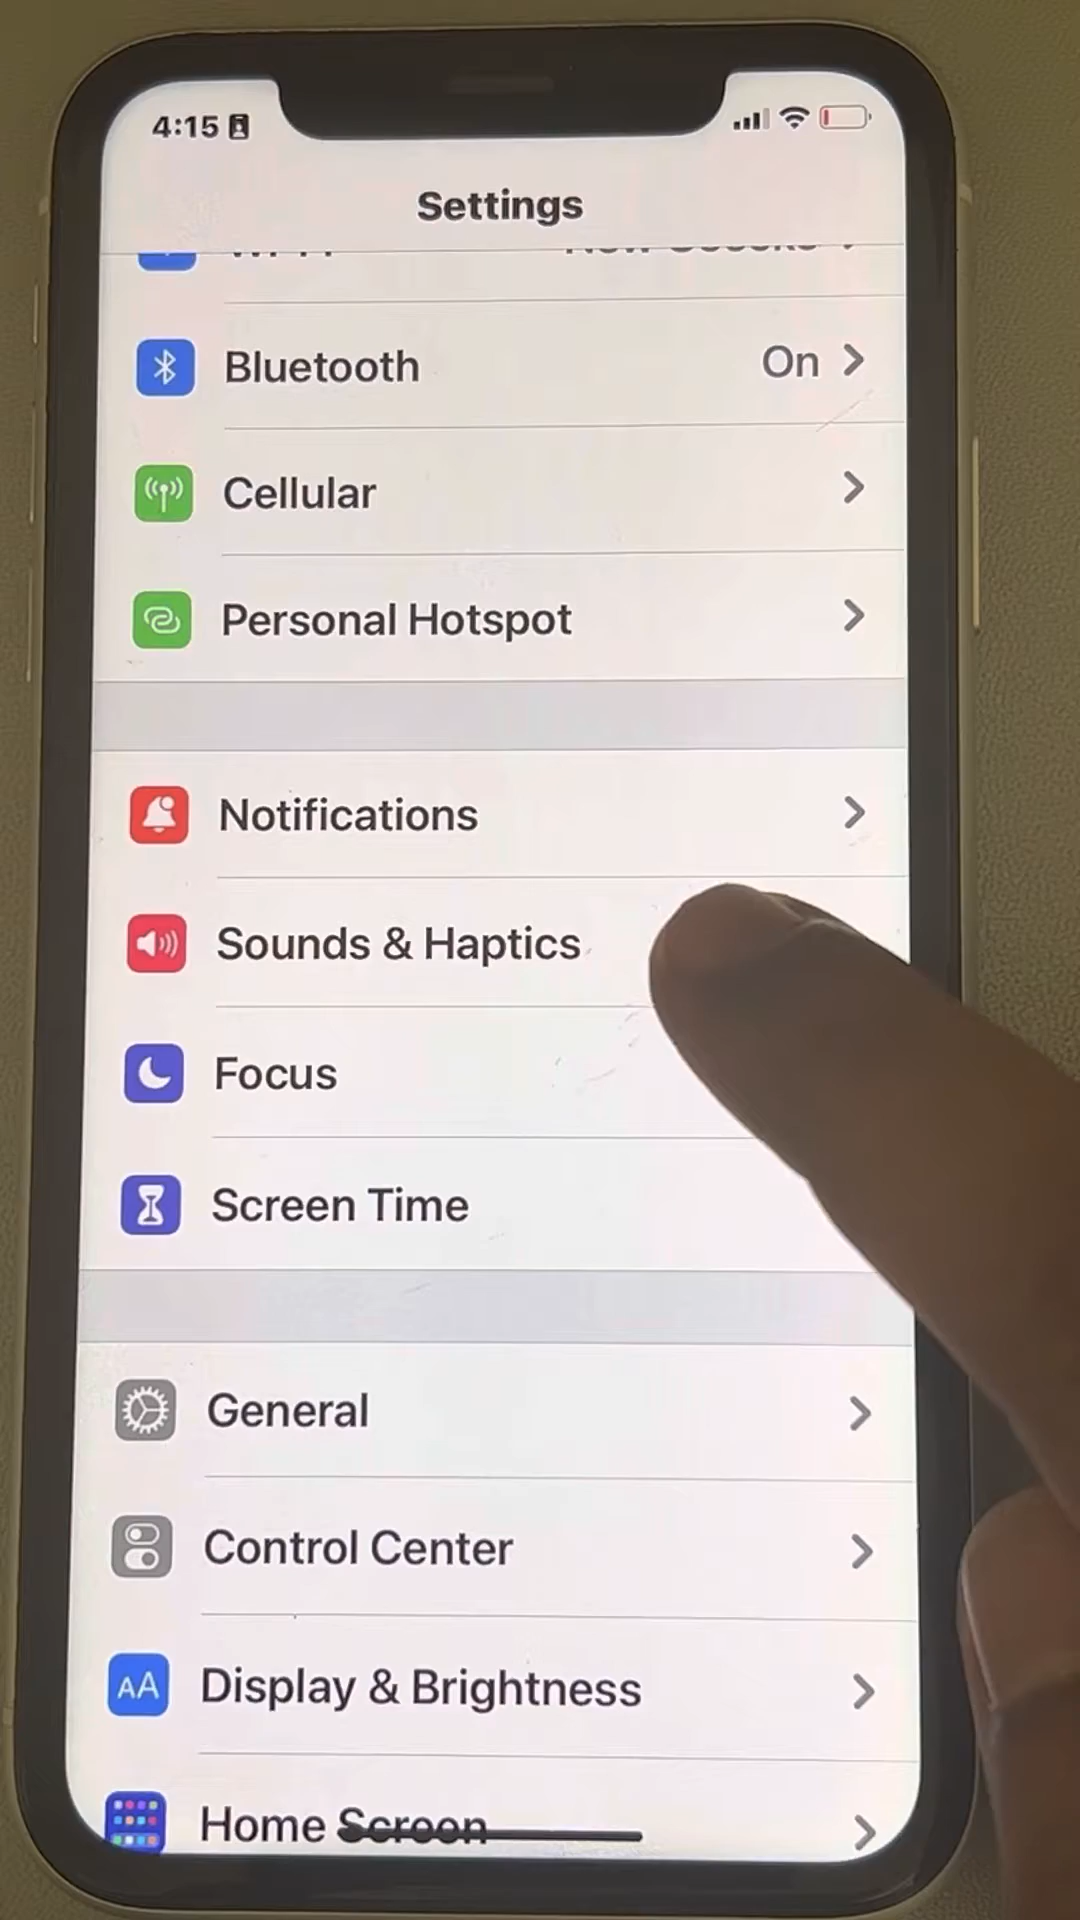 4:15
Settings
Bluetooth On
Cellular
Personal Hotspot
Notifications
Sounds & Haptics
Focus
Screen Time
General
Control Center
AA Display & Brightness
Home Screen